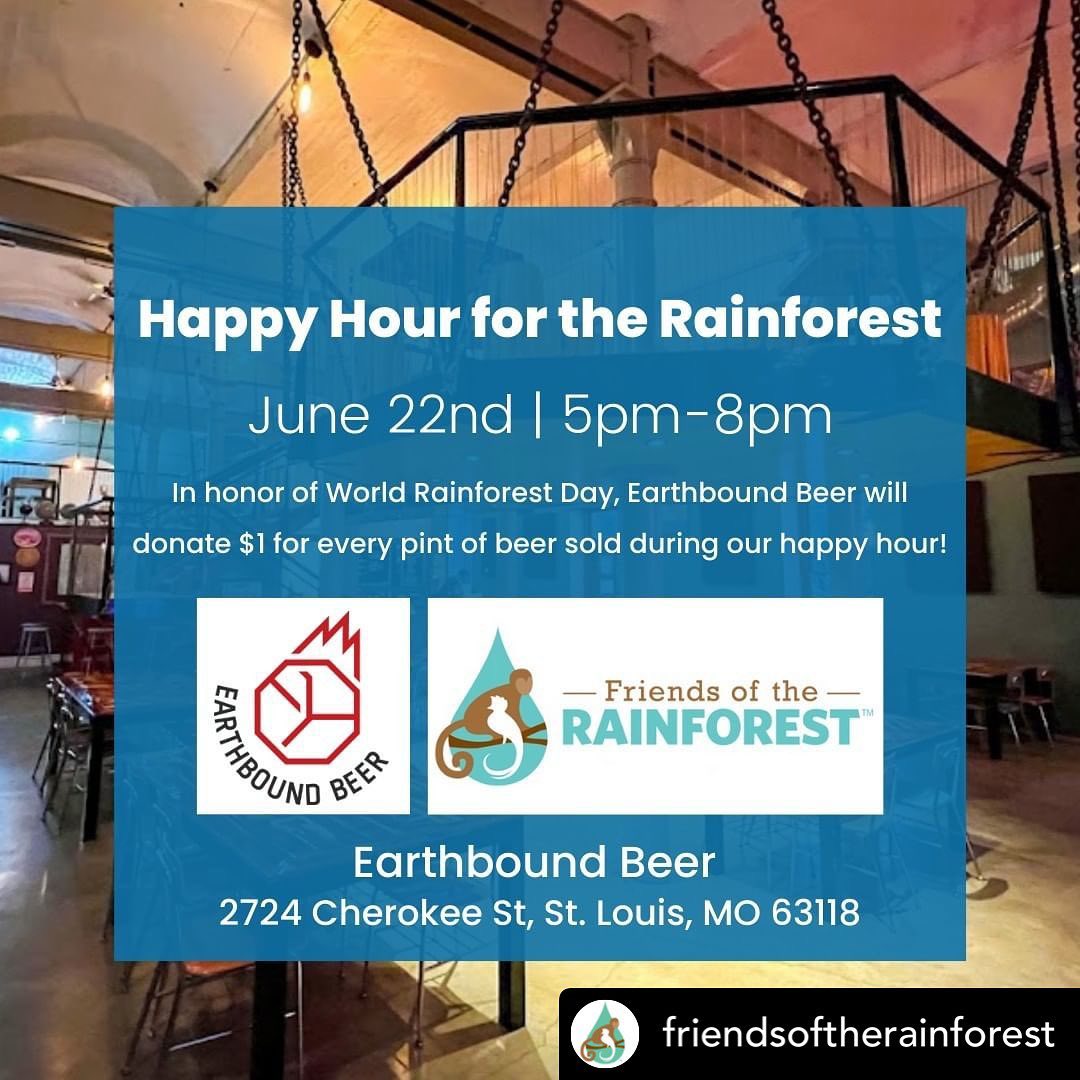 Happy Hour for the Rainforest
June 22nd | 5pm-8pm
In honor of World Rainforest Day, Earthbound Beer will
donate $1 for every pint of beer sold during our happy hour!
EARTHBOUND BEER
Friends of the
RAINFOREST™
Earthbound Beer
2724 Cherokee St, St. Louis, MO 63118
friendsoftherainforest